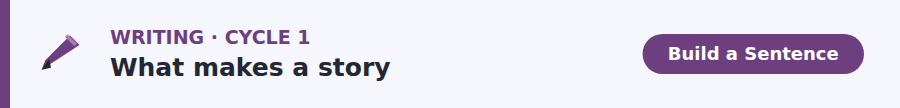 WRITING · CYCLE 1
What makes a story
Build a Sentence